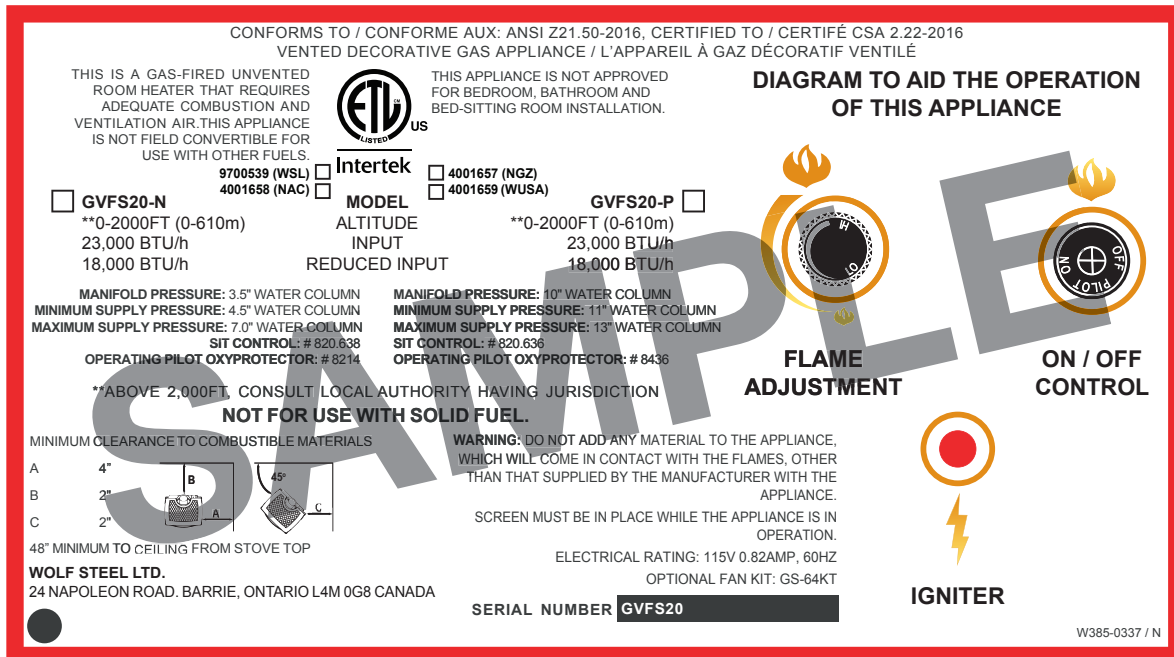 CONFORMS TO / CONFORME AUX: ANSI Z21.50-2016, CERTIFIED TO / CERTIFÉ CSA 2.22-2016
VENTED DECORATIVE GAS APPLIANCE / L'APPAREIL À GAZ DÉCORATIF VENTILÉ
THIS IS A GAS-FIRED UNVENTED
ROOM HEATER THAT REQUIRES
ADEQUATE COMBUSTION AND
VENTILATION AIR.THIS APPLIANCE
IS NOT FIELD CONVERTIBLE FOR
USE WITH OTHER FUELS.
ETL CM
LISTED
US
Intertek
THIS APPLIANCE IS NOT APPROVED
FOR BEDROOM, BATHROOM AND
BED-SITTING ROOM INSTALLATION.
9700539 (WSL)
4001658 (NAC)
4001657 (NGZ)
4001659 (WUSA)
GVFS20-N MODEL GVFS20-P
**0-2000FT (0-610m) ALTITUDE **0-2000FT (0-610m)
23,000 BTU/h INPUT 23,000 BTU/h
18,000 BTU/h REDUCED INPUT 18,000 BTU/h
MANIFOLD PRESSURE: 3.5" WATER COLUMN
MINIMUM SUPPLY PRESSURE: 4.5" WATER COLUMN
MAXIMUM SUPPLY PRESSURE: 7.0" WATER COLUMN
SIT CONTROL: # 820.638
OPERATING PILOT OXYPROTECTOR: # 8214
MANIFOLD PRESSURE: 10" WATER COLUMN
MINIMUM SUPPLY PRESSURE: 11" WATER COLUMN
MAXIMUM SUPPLY PRESSURE: 13" WATER COLUMN
SIT CONTROL: # 820.636
OPERATING PILOT OXYPROTECTOR: # 8436
**ABOVE 2,000FT, CONSULT LOCAL AUTHORITY HAVING JURISDICTION
NOT FOR USE WITH SOLID FUEL.
MINIMUM CLEARANCE TO COMBUSTIBLE MATERIALS
A 4"
B 2"
C 2"
B
A
45°
C
48" MINIMUM TO CEILING FROM STOVE TOP
WOLF STEEL LTD.
24 NAPOLEON ROAD. BARRIE, ONTARIO L4M 0G8 CANADA
WARNING: DO NOT ADD ANY MATERIAL TO THE APPLIANCE,
WHICH WILL COME IN CONTACT WITH THE FLAMES, OTHER
THAN THAT SUPPLIED BY THE MANUFACTURER WITH THE
APPLIANCE.
SCREEN MUST BE IN PLACE WHILE THE APPLIANCE IS IN
OPERATION.
ELECTRICAL RATING: 115V 0.82AMP, 60HZ
OPTIONAL FAN KIT: GS-64KT
SERIAL NUMBER GVFS20
DIAGRAM TO AID THE OPERATION
OF THIS APPLIANCE
HI
LO
FLAME
ADJUSTMENT
OFF PILOT ON
ON / OFF
CONTROL
IGNITER
W385-0337 / N
SAMPLE